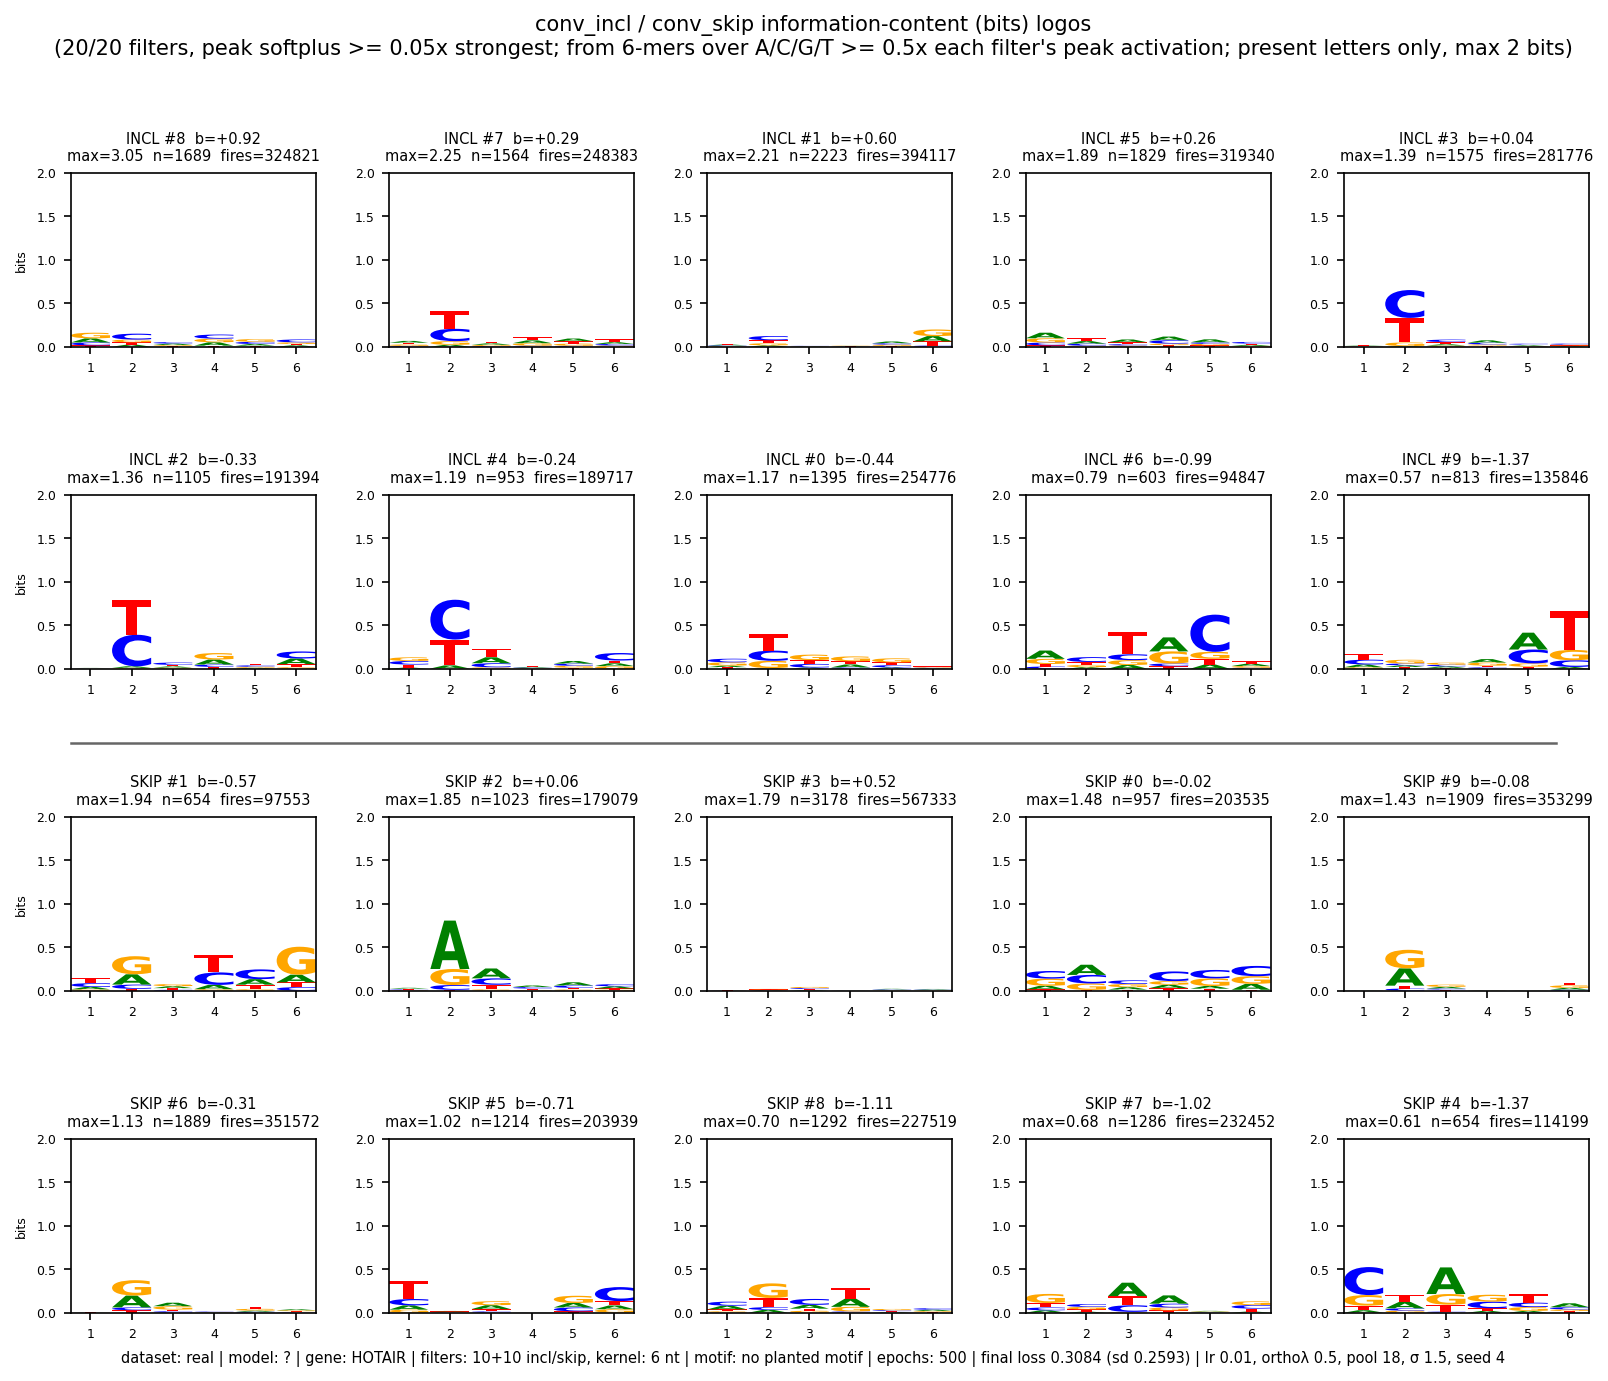 conv_incl / conv_skip information-content (bits) logos
(20/20 filters, peak softplus >= 0.05x strongest; from 6-mers over A/C/G/T >= 0.5x each filter's peak activation; present letters only, max 2 bits)
INCL #8  b=+0.92
max=3.05  n=1689  fires=324821
INCL #7  b=+0.29
max=2.25  n=1564  fires=248383
INCL #1  b=+0.60
max=2.21  n=2223  fires=394117
INCL #5  b=+0.26
max=1.89  n=1829  fires=319340
INCL #3  b=+0.04
max=1.39  n=1575  fires=281776
INCL #2  b=-0.33
max=1.36  n=1105  fires=191394
INCL #4  b=-0.24
max=1.19  n=953  fires=189717
INCL #0  b=-0.44
max=1.17  n=1395  fires=254776
INCL #6  b=-0.99
max=0.79  n=603  fires=94847
INCL #9  b=-1.37
max=0.57  n=813  fires=135846
SKIP #1  b=-0.57
max=1.94  n=654  fires=97553
SKIP #2  b=+0.06
max=1.85  n=1023  fires=179079
SKIP #3  b=+0.52
max=1.79  n=3178  fires=567333
SKIP #0  b=-0.02
max=1.48  n=957  fires=203535
SKIP #9  b=-0.08
max=1.43  n=1909  fires=353299
SKIP #6  b=-0.31
max=1.13  n=1889  fires=351572
SKIP #5  b=-0.71
max=1.02  n=1214  fires=203939
SKIP #8  b=-1.11
max=0.70  n=1292  fires=227519
SKIP #7  b=-1.02
max=0.68  n=1286  fires=232452
SKIP #4  b=-1.37
max=0.61  n=654  fires=114199
dataset: real | model: ? | gene: HOTAIR | filters: 10+10 incl/skip, kernel: 6 nt | motif: no planted motif | epochs: 500 | final loss 0.3084 (sd 0.2593) | lr 0.01, orthoλ 0.5, pool 18, σ 1.5, seed 4